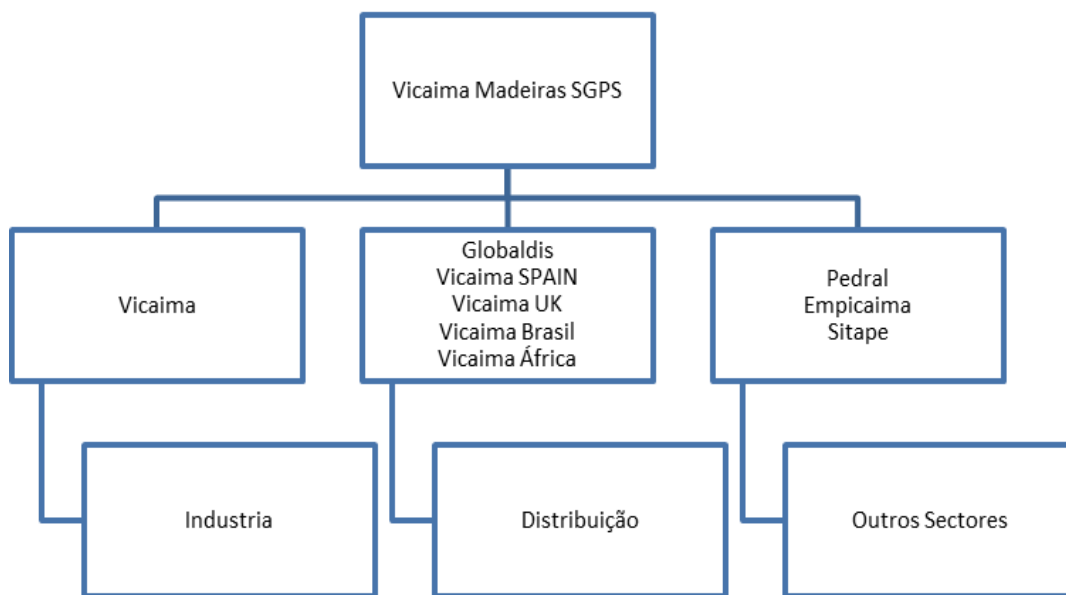 Vicaima Madeiras SGPS
Vicaima
Globaldis
Vicaima SPAIN
Vicaima UK
Vicaima Brasil
Vicaima África
Pedral
Empicaima
Sitape
Industria
Distribuição
Outros Sectores